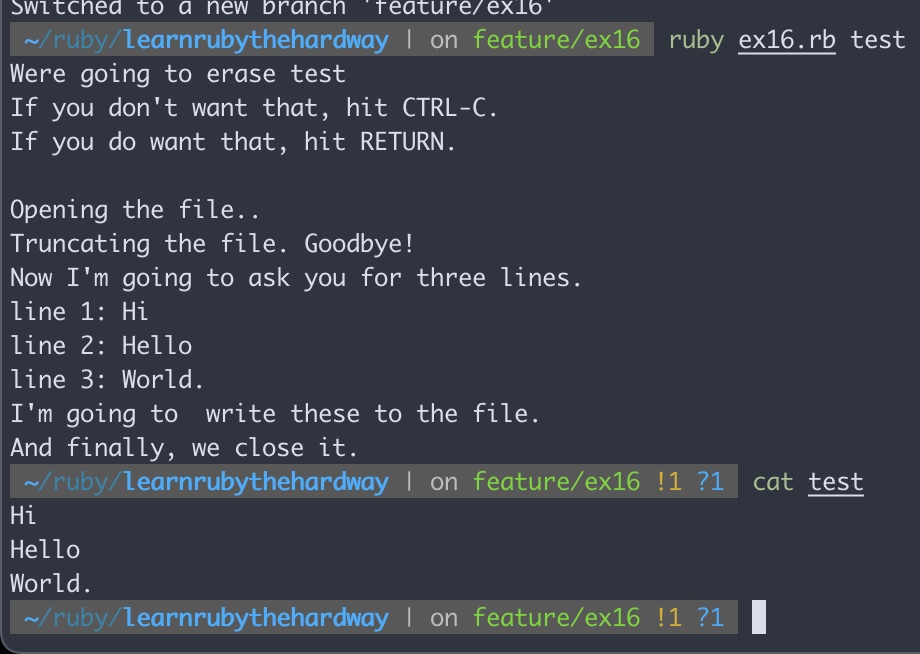 Switched to a new branch 'feature/ex16'
~/ruby/learnrubythehardway | on feature/ex16 ruby ex16.rb test
Were going to erase test
If you don't want that, hit CTRL-C.
If you do want that, hit RETURN.

Opening the file..
Truncating the file. Goodbye!
Now I'm going to ask you for three lines.
line 1: Hi
line 2: Hello
line 3: World.
I'm going to  write these to the file.
And finally, we close it.
~/ruby/learnrubythehardway | on feature/ex16 !1 ?1 cat test
Hi
Hello
World.
~/ruby/learnrubythehardway | on feature/ex16 !1 ?1